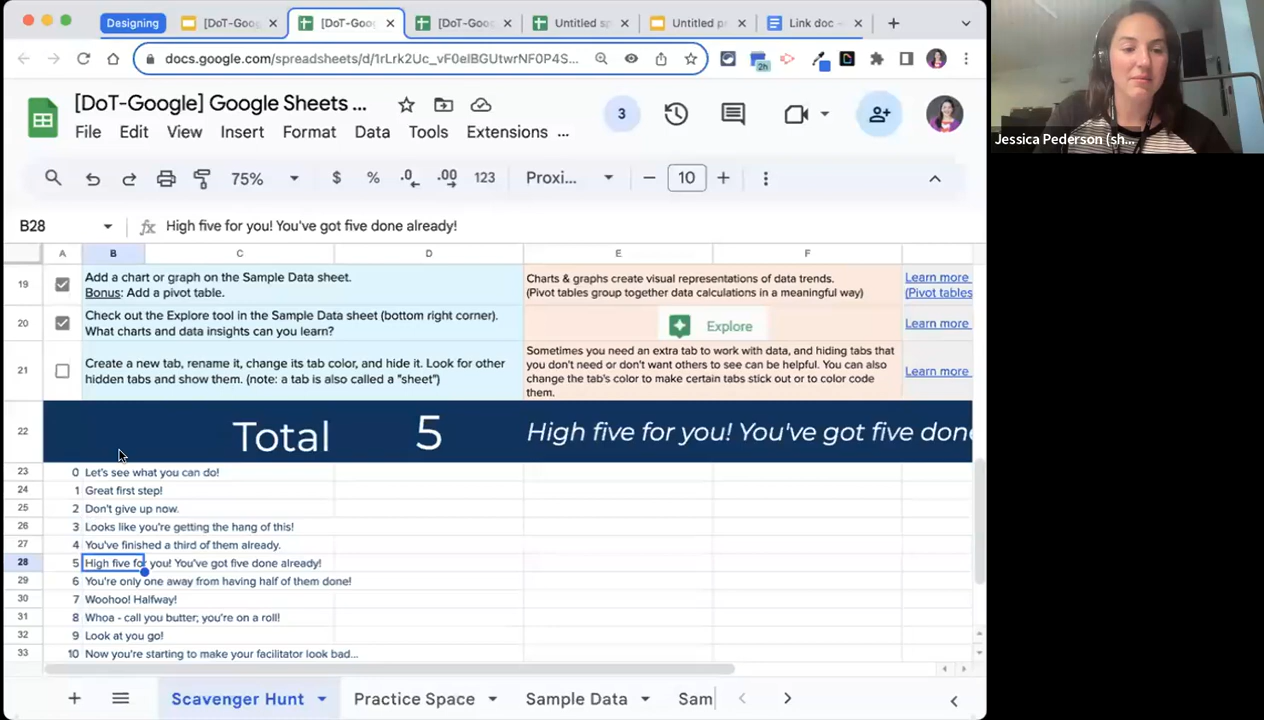 Designing
[DoT-Goog
[DoT-Goog
[DoT-Goog
Untitled s
Untitled p
Link doc -
docs.google.com/spreadsheets/d/1rLrk2Uc_vF0eIBGUtwrNF0P4S...
2h
Jessica Pederson (sh...
[DoT-Google] Google Sheets ...
3
File Edit View Insert Format Data Tools Extensions ...
75% $ % .0 .00 123 Proxi... 10
B28 fx High five for you! You've got five done already!
A B C D E F
19 Add a chart or graph on the Sample Data sheet.
Bonus: Add a pivot table.
Charts & graphs create visual representations of data trends.
(Pivot tables group together data calculations in a meaningful way)
Learn more
(Pivot tables
20 Check out the Explore tool in the Sample Data sheet (bottom right corner).
What charts and data insights can you learn?
Explore
Learn more
21 Create a new tab, rename it, change its tab color, and hide it. Look for other
hidden tabs and show them. (note: a tab is also called a "sheet")
Sometimes you need an extra tab to work with data, and hiding tabs that
you don't need or don't want others to see can be helpful. You can also
change the tab's color to make certain tabs stick out or to color code
them.
Learn more
22 Total 5 High five for you! You've got five done
23 0 Let's see what you can do!
24 1 Great first step!
25 2 Don't give up now.
26 3 Looks like you're getting the hang of this!
27 4 You've finished a third of them already.
28 5 High five for you! You've got five done already!
29 6 You're only one away from having half of them done!
30 7 Woohoo! Halfway!
31 8 Whoa - call you butter; you're on a roll!
32 9 Look at you go!
33 10 Now you're starting to make your facilitator look bad...
Scavenger Hunt Practice Space Sample Data Sam